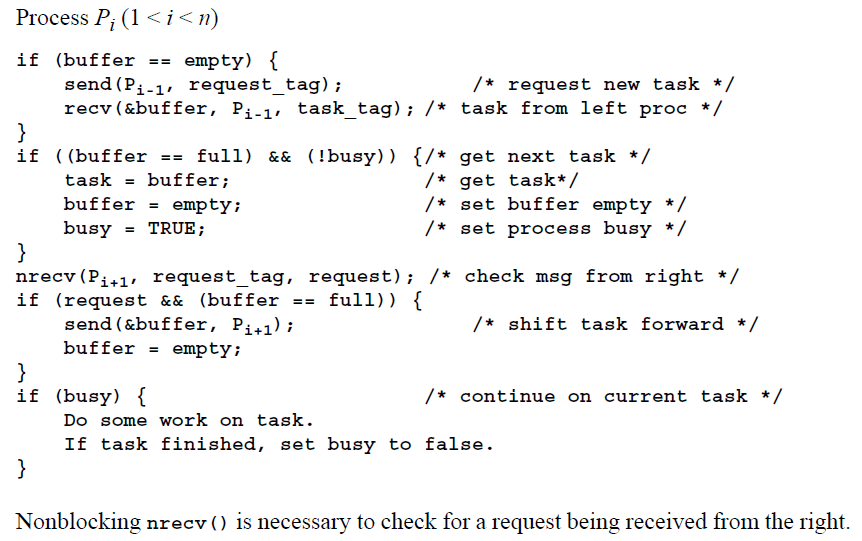 Process Pi (1 < i < n)
if (buffer == empty) {
send(Pi-1, request_tag); /* request new task */
recv(&buffer, Pi-1, task_tag); /* task from left proc */
}
if ((buffer == full) && (!busy)) {/* get next task */
task = buffer; /* get task*/
buffer = empty; /* set buffer empty */
busy = TRUE; /* set process busy */
}
nrecv(Pi+1, request_tag, request); /* check msg from right */
if (request && (buffer == full)) {
send(&buffer, Pi+1); /* shift task forward */
buffer = empty;
}
if (busy) { /* continue on current task */
Do some work on task.
If task finished, set busy to false.
}
Nonblocking nrecv() is necessary to check for a request being received from the right.